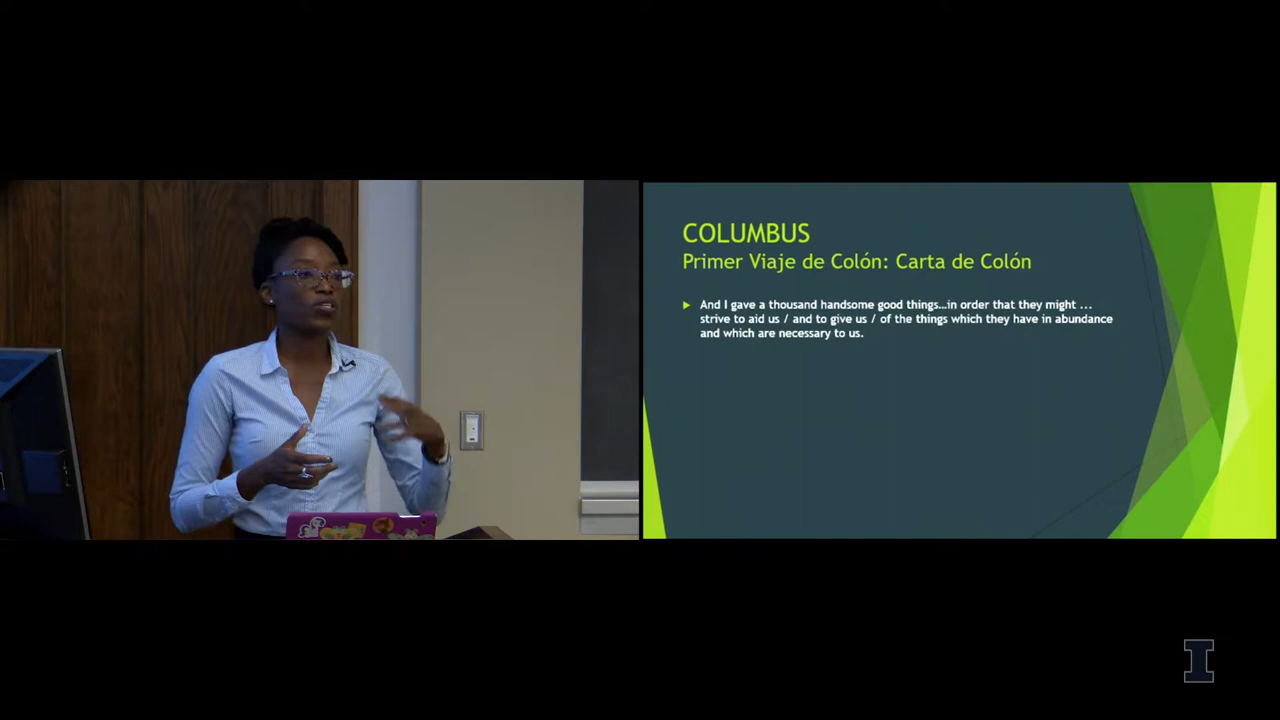 COLUMBUS
Primer Viaje de Colón: Carta de Colón
And I gave a thousand handsome good things...in order that they might ...
strive to aid us / and to give us / of the things which they have in abundance
and which are necessary to us.
I